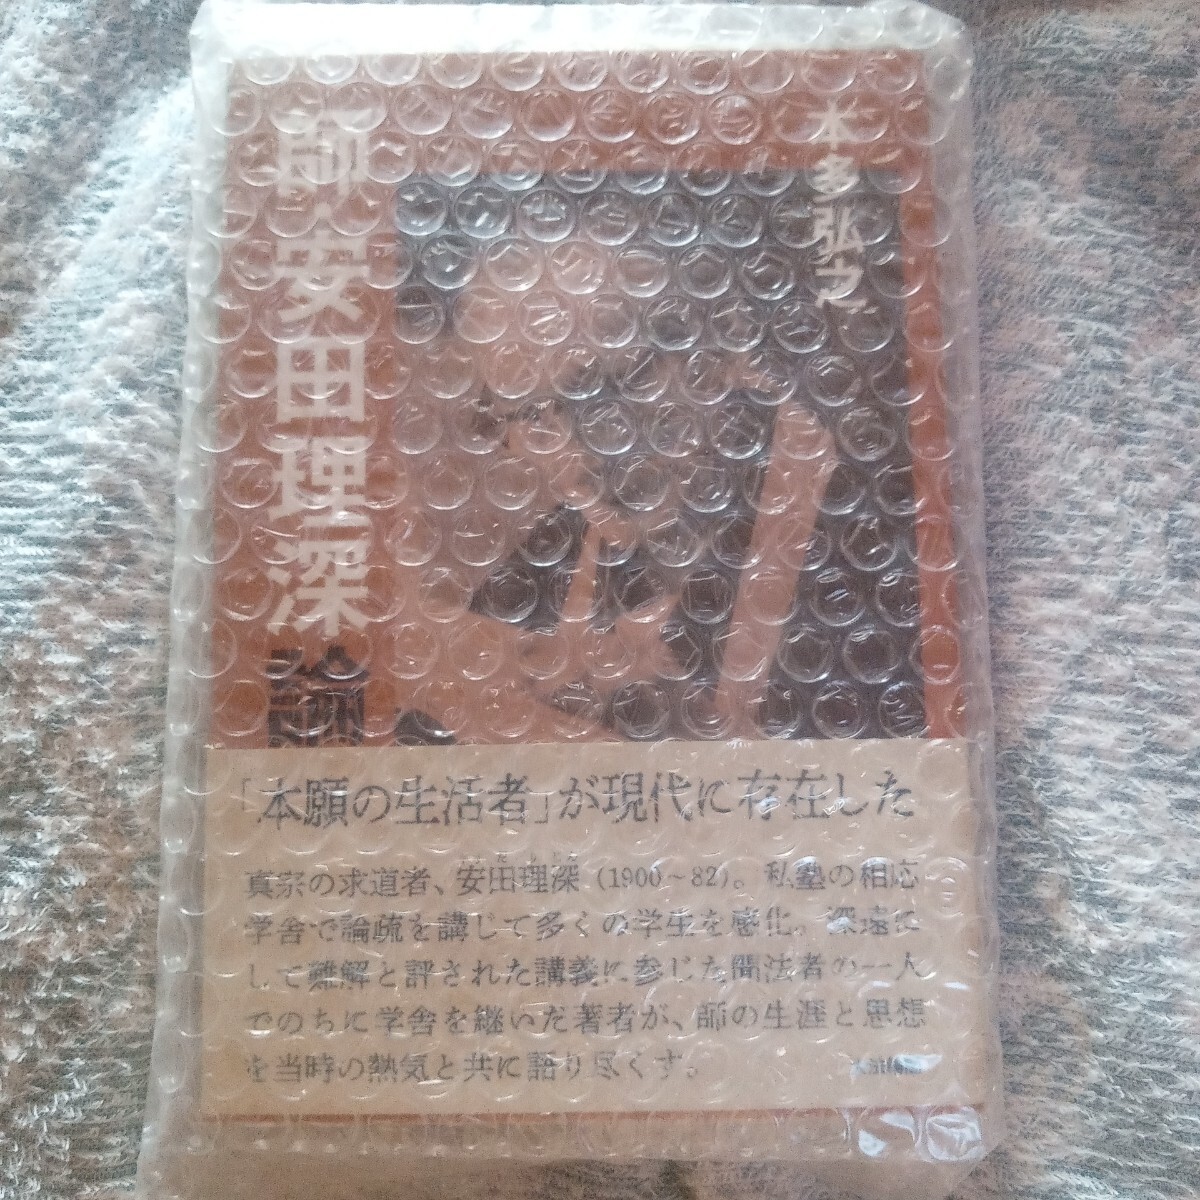 本多弘之
師・安田理深論
「本願の生活者」が現代に存在した
真宗の求道者、安田理深（1900～82）。私塾の相応
学舎で論疏を講じて多くの学生を感化。深遠に
して難解と評された講義に参じた聞法者の一人
でのちに学舎を継いだ著者が、師の生涯と思想
を当時の熱気と共に語り尽くす。